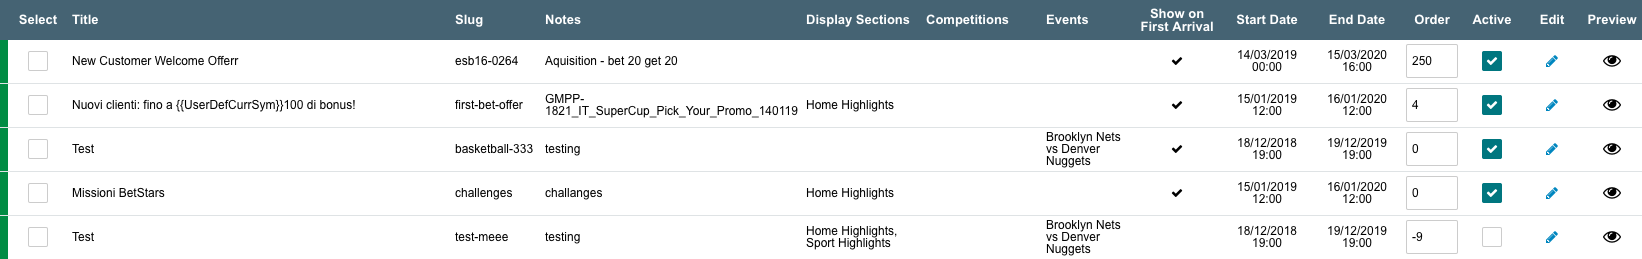 Select Title Slug Notes Display Sections Competitions Events Show on First Arrival Start Date End Date Order Active Edit Preview
New Customer Welcome Offerr esb16-0264 Aquisition - bet 20 get 20 14/03/2019 00:00 15/03/2020 16:00 250
Nuovi clienti: fino a {{UserDefCurrSym}}100 di bonus! first-bet-offer GMPP-1821_IT_SuperCup_Pick_Your_Promo_140119 Home Highlights 15/01/2019 12:00 16/01/2020 12:00 4
Test basketball-333 testing Brooklyn Nets vs Denver Nuggets 18/12/2018 19:00 19/12/2019 19:00 0
Missioni BetStars challenges challanges Home Highlights 15/01/2019 12:00 16/01/2020 12:00 0
Test test-meee testing Home Highlights, Sport Highlights Brooklyn Nets vs Denver Nuggets 18/12/2018 19:00 19/12/2019 19:00 -9